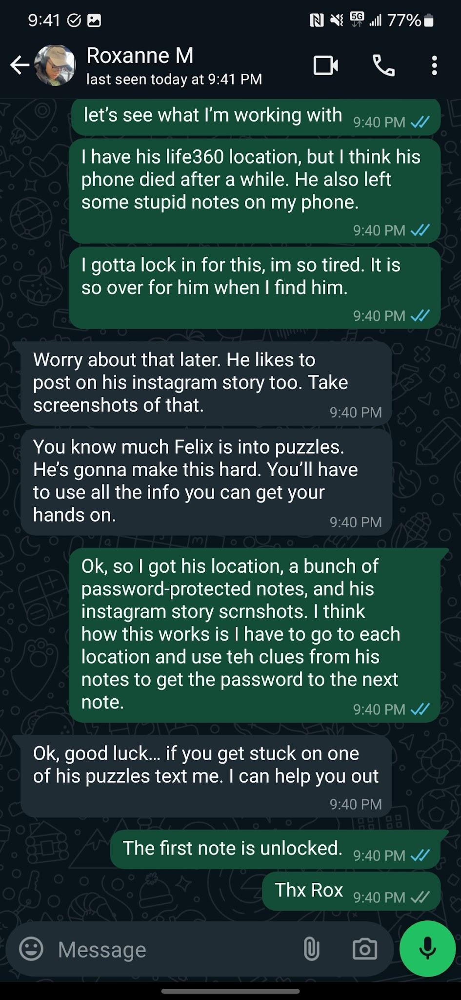 9:41
5G
77%
Roxanne M
last seen today at 9:41 PM
let's see what I'm working with
9:40 PM
I have his life360 location, but I think his
phone died after a while. He also left
some stupid notes on my phone.
9:40 PM
I gotta lock in for this, im so tired. It is
so over for him when I find him.
9:40 PM
Worry about that later. He likes to
post on his instagram story too. Take
screenshots of that.
9:40 PM
You know much Felix is into puzzles.
He's gonna make this hard. You'll have
to use all the info you can get your
hands on.
9:40 PM
Ok, so I got his location, a bunch of
password-protected notes, and his
instagram story scrnshots. I think
how this works is I have to go to each
location and use teh clues from his
notes to get the password to the next
note.
9:40 PM
Ok, good luck... if you get stuck on one
of his puzzles text me. I can help you out
9:40 PM
The first note is unlocked.
9:40 PM
Thx Rox
9:40 PM
Message